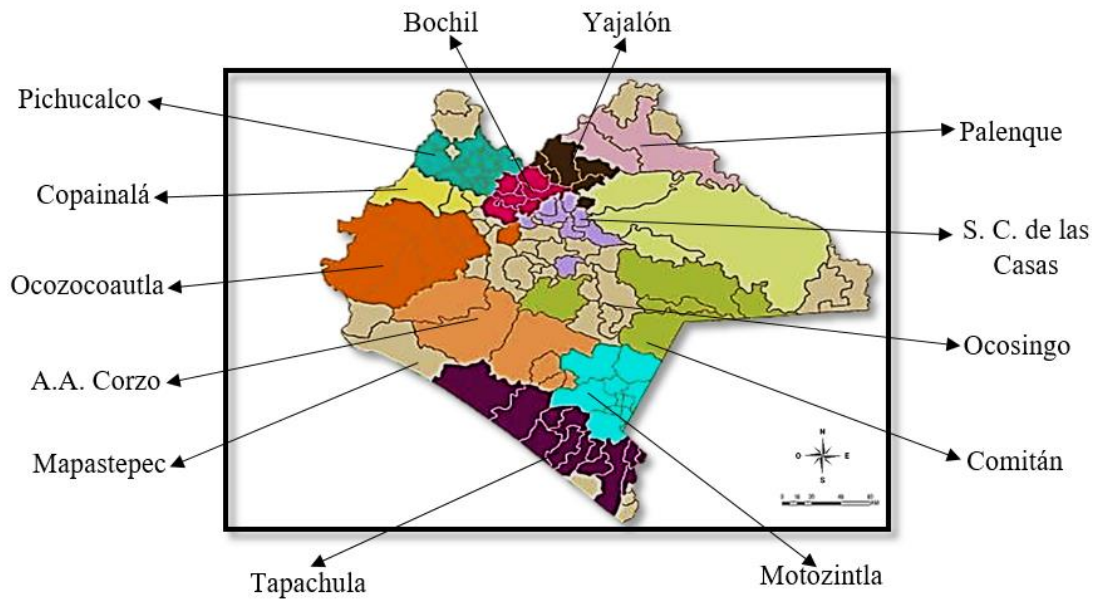 Bochil
Yajalón
Pichucalco
Palenque
Copainalá
S. C. de las
Casas
Ocozocoautla
Ocosingo
A.A. Corzo
Mapastepec
Comitán
N
O
E
S
Tapachula
Motozintla